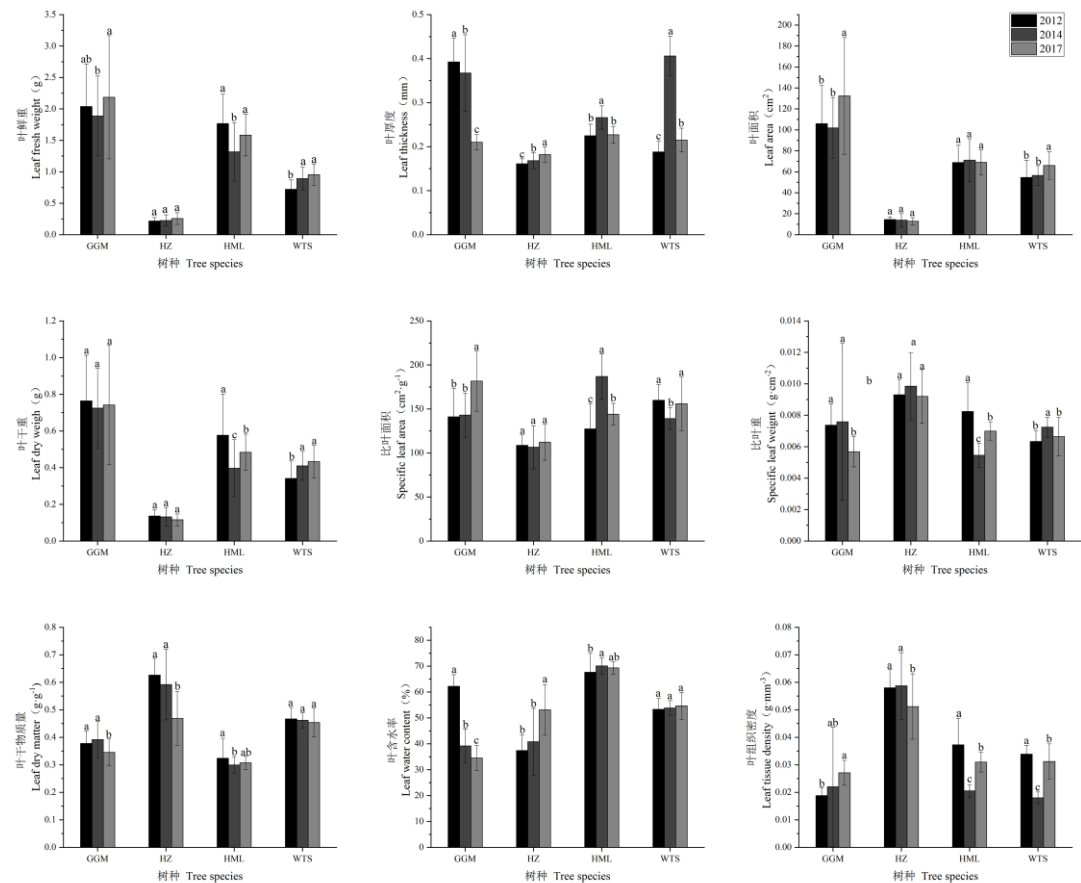 叶鲜重
Leaf fresh weight（g）
3.5
3.0
2.5
2.0
1.5
1.0
0.5
0.0
ab b a
a a a
a b a
b a a
GGM HZ HML WTS
树种 Tree species
叶厚度
Leaf thickness（mm）
0.5
0.4
0.3
0.2
0.1
0.0
a b c
c b a
b a b
c a b
GGM HZ HML WTS
树种 Tree species
叶面积
Leaf area（cm²）
200
180
160
140
120
100
80
60
40
20
0
b b a
a a a
a a a
b b a
2012
2014
2017
GGM HZ HML WTS
树种 Tree species
叶干重
Leaf dry weigh（g）
1.2
1.0
0.8
0.6
0.4
0.2
0.0
a a a
a a a
a c b
b a a
GGM HZ HML WTS
树种 Tree species
比叶面积
Specific leaf area（cm²·g⁻¹）
250
200
150
100
50
0
b b a
a a a
c a b
a b a
GGM HZ HML WTS
树种 Tree species
比叶重
Specific leaf weignt（g·cm⁻²）
0.014
0.012
0.010
0.008
0.006
0.004
0.002
0.000
a a b
b
a a a
a c b
b a b
GGM HZ HML WTS
树种 Tree species
叶干物质量
Leaf dry matter（g·g⁻¹）
0.8
0.7
0.6
0.5
0.4
0.3
0.2
0.1
0.0
a a b
a a b
a b ab
a a a
GGM HZ HML WTS
树种 Tree species
叶含水率
Leaf water content（%）
80
70
60
50
40
30
20
10
0
a b c
b b a
b a ab
a a a
GGM HZ HML WTS
树种 Tree species
叶组织密度
Leaf tissue density（g·mm⁻³）
0.08
0.07
0.06
0.05
0.04
0.03
0.02
0.01
0.00
b ab a
a a b
a c b
a c b
GGM HZ HML WTS
树种 Tree species